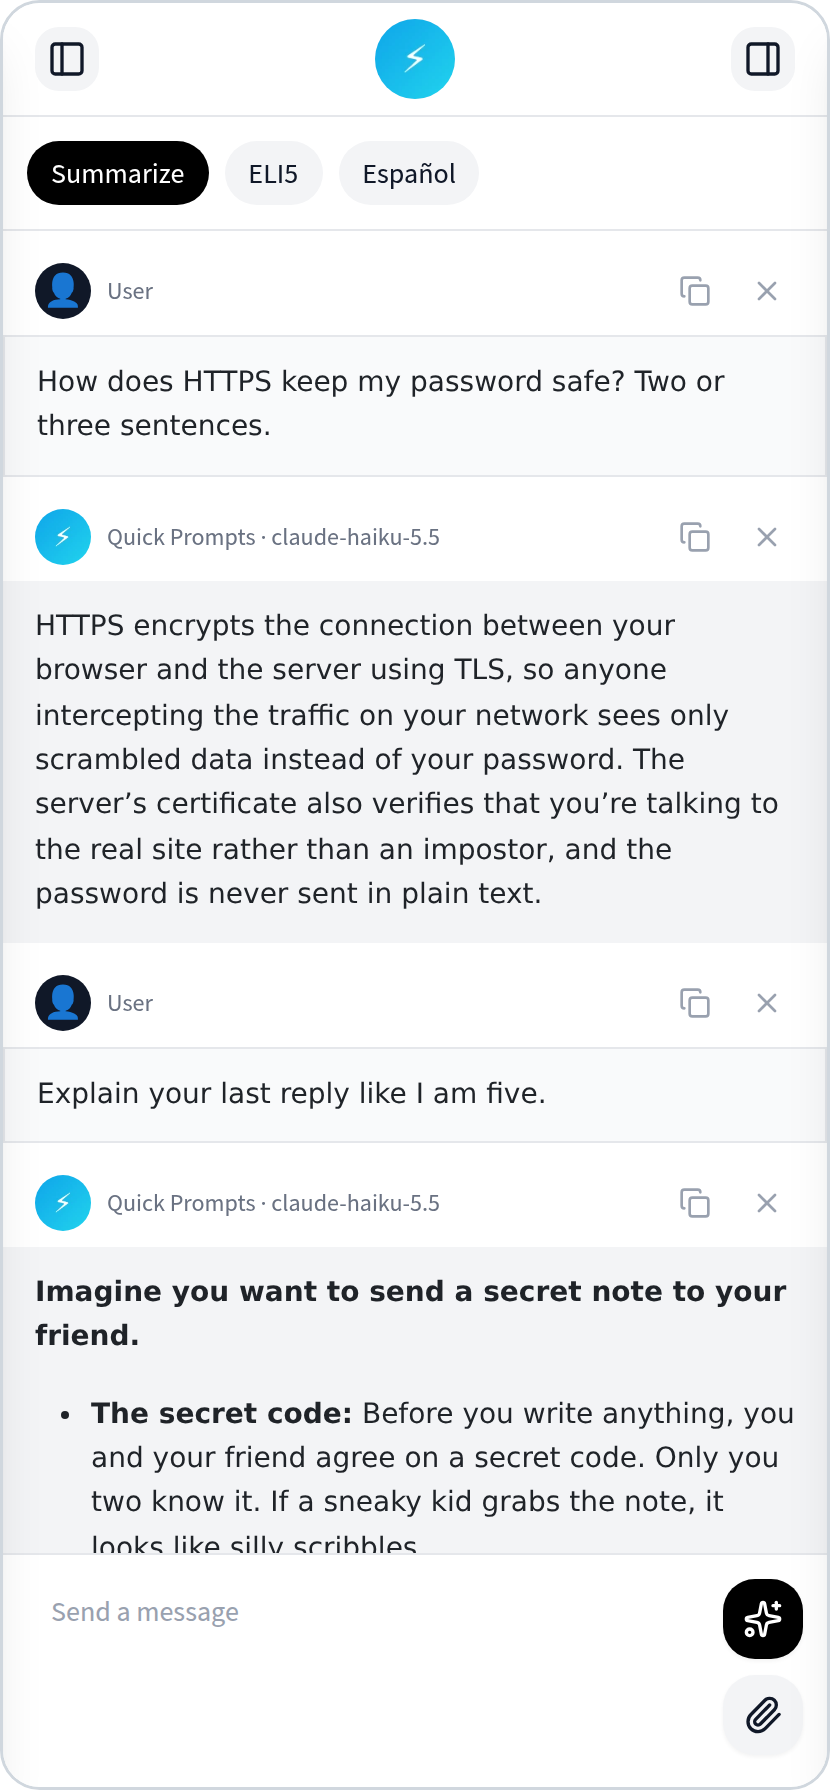 Summarize
ELI5
Español
User
How does HTTPS keep my password safe? Two or
three sentences.
Quick Prompts · claude-haiku-5.5
HTTPS encrypts the connection between your
browser and the server using TLS, so anyone
intercepting the traffic on your network sees only
scrambled data instead of your password. The
server’s certificate also verifies that you’re talking to
the real site rather than an impostor, and the
password is never sent in plain text.
User
Explain your last reply like I am five.
Quick Prompts · claude-haiku-5.5
Imagine you want to send a secret note to your
friend.
• The secret code: Before you write anything, you
and your friend agree on a secret code. Only you
two know it. If a sneaky kid grabs the note, it
looks like silly scribbles
Send a message